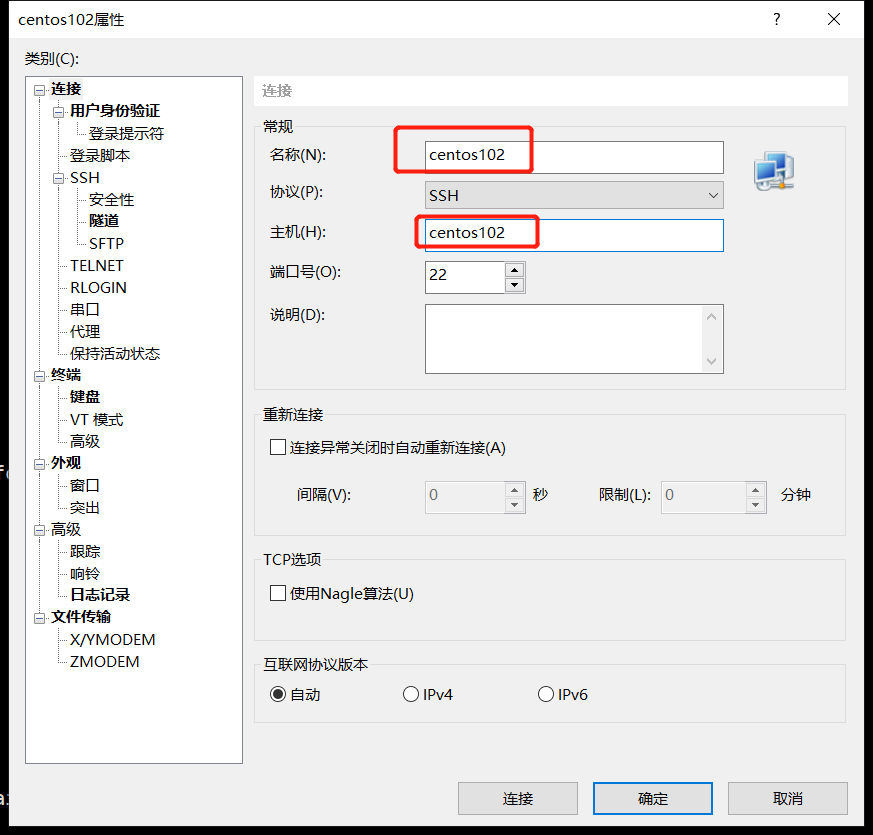 centos102属性
类别(C):
连接
用户身份验证
登录提示符
登录脚本
SSH
安全性
隧道
SFTP
TELNET
RLOGIN
串口
代理
保持活动状态
终端
键盘
VT 模式
高级
外观
窗口
突出
高级
跟踪
响铃
日志记录
文件传输
X/YMODEM
ZMODEM
连接
常规
名称(N): centos102
协议(P): SSH
主机(H): centos102
端口号(O): 22
说明(D):
重新连接
连接异常关闭时自动重新连接(A)
间隔(V): 0 秒 限制(L): 0 分钟
TCP选项
使用Nagle算法(U)
互联网协议版本
自动 IPv4 IPv6
连接 确定 取消